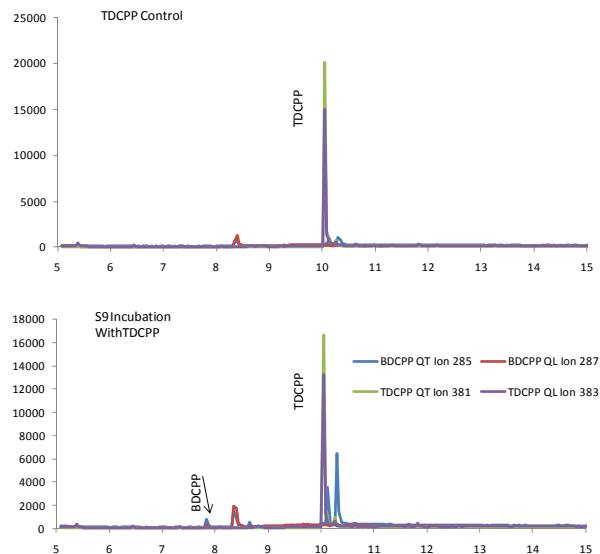 TDCPP Control
25000
20000
15000
10000
5000
0
TDCPP
5 6 7 8 9 10 11 12 13 14 15
S9 Incubation
WithTDCPP
18000
16000
14000
12000
10000
8000
6000
4000
2000
0
TDCPP
BDCPP
BDCPP QT Ion 285 BDCPP QL Ion 287
TDCPP QT Ion 381 TDCPP QL Ion 383
5 6 7 8 9 10 11 12 13 14 15